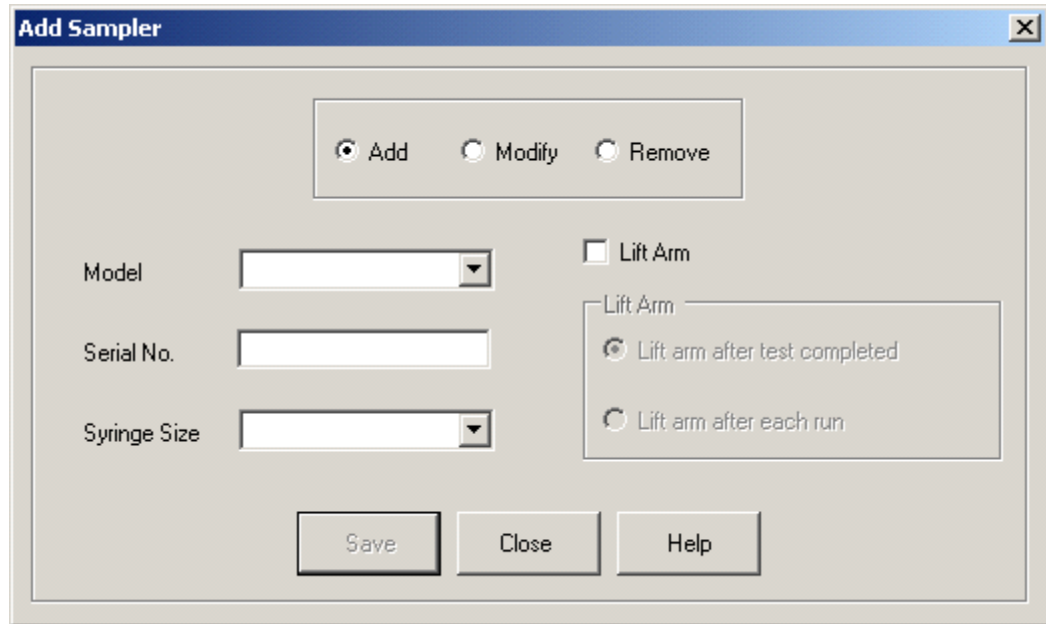 Add Sampler
Add Modify Remove
Model
Lift Arm
Lift Arm
Serial No.
Lift arm after test completed
Syringe Size
Lift arm after each run
Save Close Help